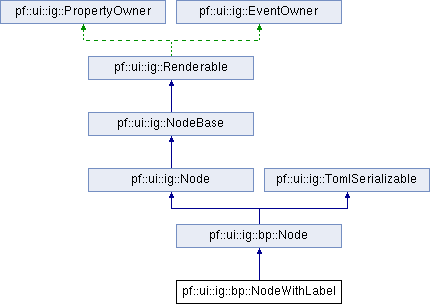 pf::ui::ig::PropertyOwner
pf::ui::ig::EventOwner
pf::ui::ig::Renderable
pf::ui::ig::NodeBase
pf::ui::ig::Node
pf::ui::ig::TomlSerializable
pf::ui::ig::bp::Node
pf::ui::ig::bp::NodeWithLabel